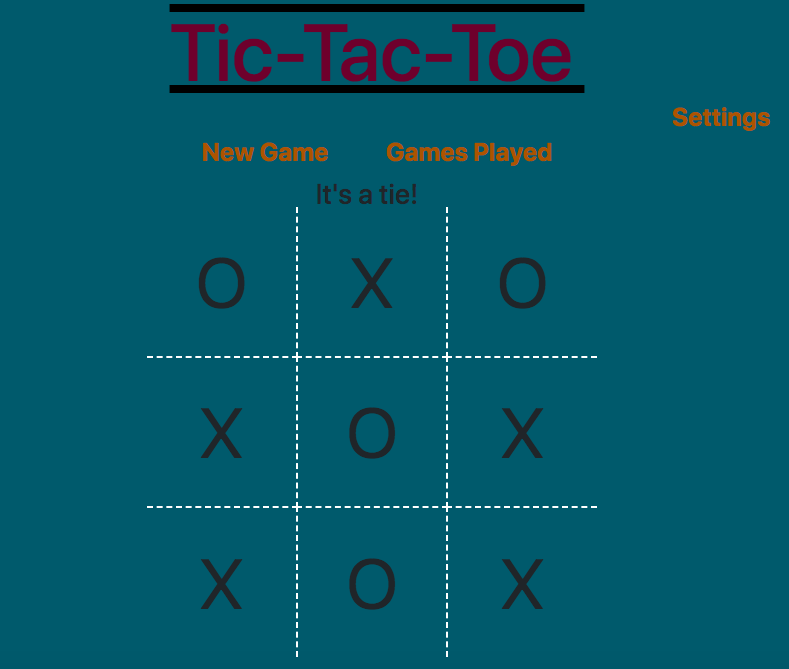 Tic-Tac-Toe
Settings
New Game Games Played
It's a tie!
O X O
X O X
X O X